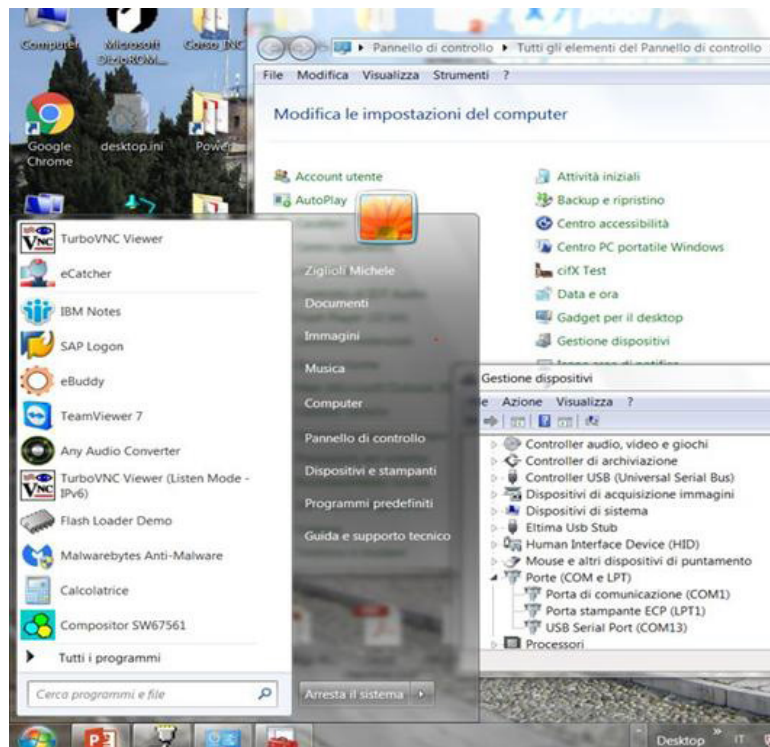 Computer
Microsoft
DizioROM...
Corso_INC
Google
Chrome
desktop.ini
Power
Pannello di controllo
Tutti gli elementi del Pannello di controllo
File Modifica Visualizza Strumenti ?
Modifica le impostazioni del computer
Account utente
AutoPlay
Attività iniziali
Backup e ripristino
Centro accessibilità
Centro PC portatile Windows
cifX Test
Data e ora
Gadget per il desktop
Gestione dispositivi
VNC
TurboVNC Viewer
eCatcher
IBM Notes
SAP Logon
eBuddy
TeamViewer 7
Any Audio Converter
VNC
TurboVNC Viewer (Listen Mode -
IPv6)
Flash Loader Demo
Malwarebytes Anti-Malware
Calcolatrice
Compositor SW67561
Tutti i programmi
Cerca programmi e file
Ziglioli Michele
Documenti
Immagini
Musica
Computer
Pannello di controllo
Dispositivi e stampanti
Programmi predefiniti
Guida e supporto tecnico
Arresta il sistema
Gestione dispositivi
Azione Visualizza ?
Controller audio, video e giochi
Controller di archiviazione
Controller USB (Universal Serial Bus)
Dispositivi di acquisizione immagini
Dispositivi di sistema
Eltima Usb Stub
Human Interface Device (HID)
Mouse e altri dispositivi di puntamento
Porte (COM e LPT)
Porta di comunicazione (COM1)
Porta stampante ECP (LPT1)
USB Serial Port (COM13)
Processori
Desktop
IT